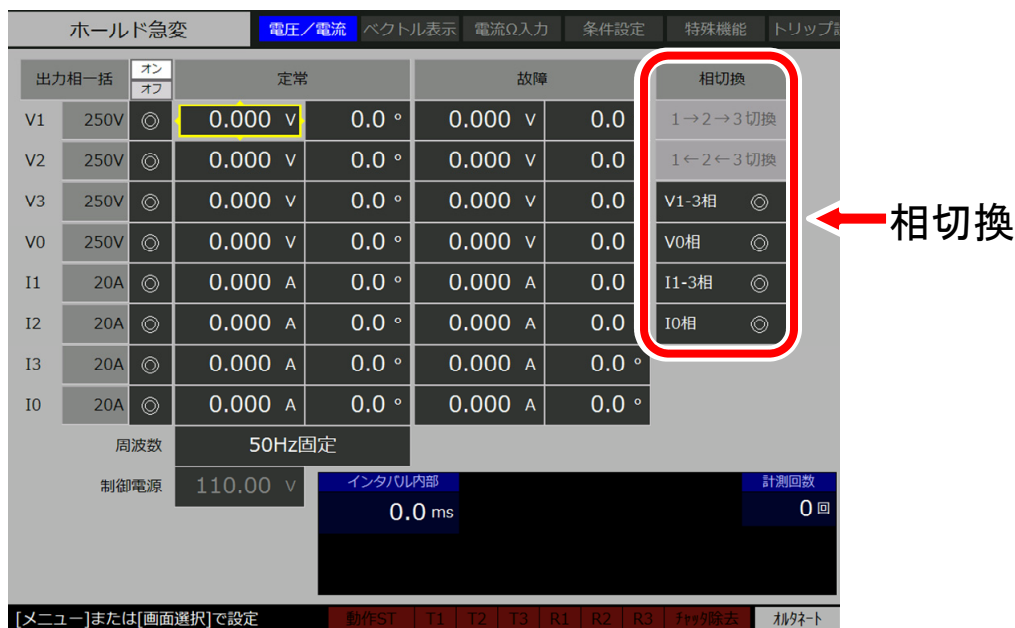 ホールド急変 電圧／電流 ベクトル表示 電流Ω入力 条件設定 特殊機能 トリップ
出力相一括 オン オフ 定常 故障 相切換
V1 250V ◎ 0.000 V 0.0 ° 0.000 V 0.0 1→2→3切換
V2 250V ◎ 0.000 V 0.0 ° 0.000 V 0.0 1←2←3切換
V3 250V ◎ 0.000 V 0.0 ° 0.000 V 0.0 V1-3相 ◎
V0 250V ◎ 0.000 V 0.0 ° 0.000 V 0.0 V0相 ◎
I1 20A ◎ 0.000 A 0.0 ° 0.000 A 0.0 I1-3相 ◎
I2 20A ◎ 0.000 A 0.0 ° 0.000 A 0.0 I0相 ◎
I3 20A ◎ 0.000 A 0.0 ° 0.000 A 0.0 °
I0 20A ◎ 0.000 A 0.0 ° 0.000 A 0.0 °
周波数 50Hz固定
制御電源 110.00 V
インタバル内部 計測回数
0.0 ms 0 回
[メニュー]または[画面選択]で設定 動作ST T1 T2 T3 R1 R2 R3 ﾁｬﾀ除去 ｵﾙﾀﾈｰﾄ
相切換